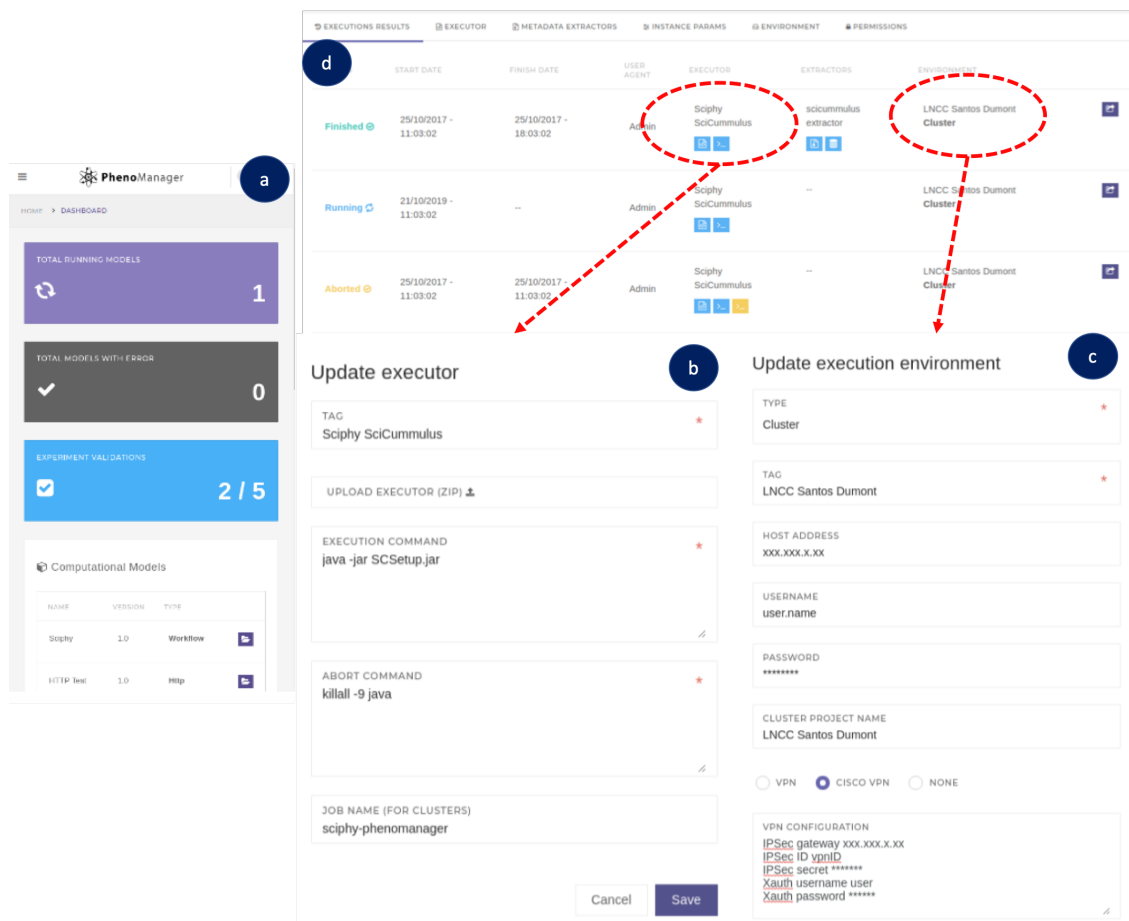 EXECUTIONS RESULTS EXECUTOR METADATA EXTRACTORS INSTANCE PARAMS ENVIRONMENT PERMISSIONS
d
START DATE FINISH DATE USER AGENT EXECUTOR EXTRACTORS ENVIRONMENT
Finished 25/10/2017 - 11:03:02 25/10/2017 - 18:03:02 Admin Sciphy SciCummulus scicummulus extractor LNCC Santos Dumont Cluster
Running 21/10/2019 - 11:03:02 -- Admin Sciphy SciCummulus -- LNCC Santos Dumont Cluster
Aborted 25/10/2017 - 11:03:02 25/10/2017 - 11:03:02 Admin Sciphy SciCummulus -- LNCC Santos Dumont Cluster
PhenoManager
a
HOME > DASHBOARD
TOTAL RUNNING MODELS
1
TOTAL MODELS WITH ERROR
0
EXPERIMENT VALIDATIONS
2 / 5
Computational Models
NAME VERSION TYPE
Sciphy 1.0 Workflow
HTTP Test 1.0 Http
Update executor
b
TAG *
Sciphy SciCummulus
UPLOAD EXECUTOR (ZIP)
EXECUTION COMMAND *
java -jar SCSetup.jar
ABORT COMMAND *
killall -9 java
JOB NAME (FOR CLUSTERS)
sciphy-phenomanager
Cancel Save
Update execution environment
c
TYPE *
Cluster
TAG *
LNCC Santos Dumont
HOST ADDRESS
xxx.xxx.x.xx
USERNAME
user.name
PASSWORD
********
CLUSTER PROJECT NAME
LNCC Santos Dumont
VPN CISCO VPN NONE
VPN CONFIGURATION
IPSec gateway xxx.xxx.x.xx
IPSec ID vpnID
IPSec secret *******
Xauth username user
Xauth password ******